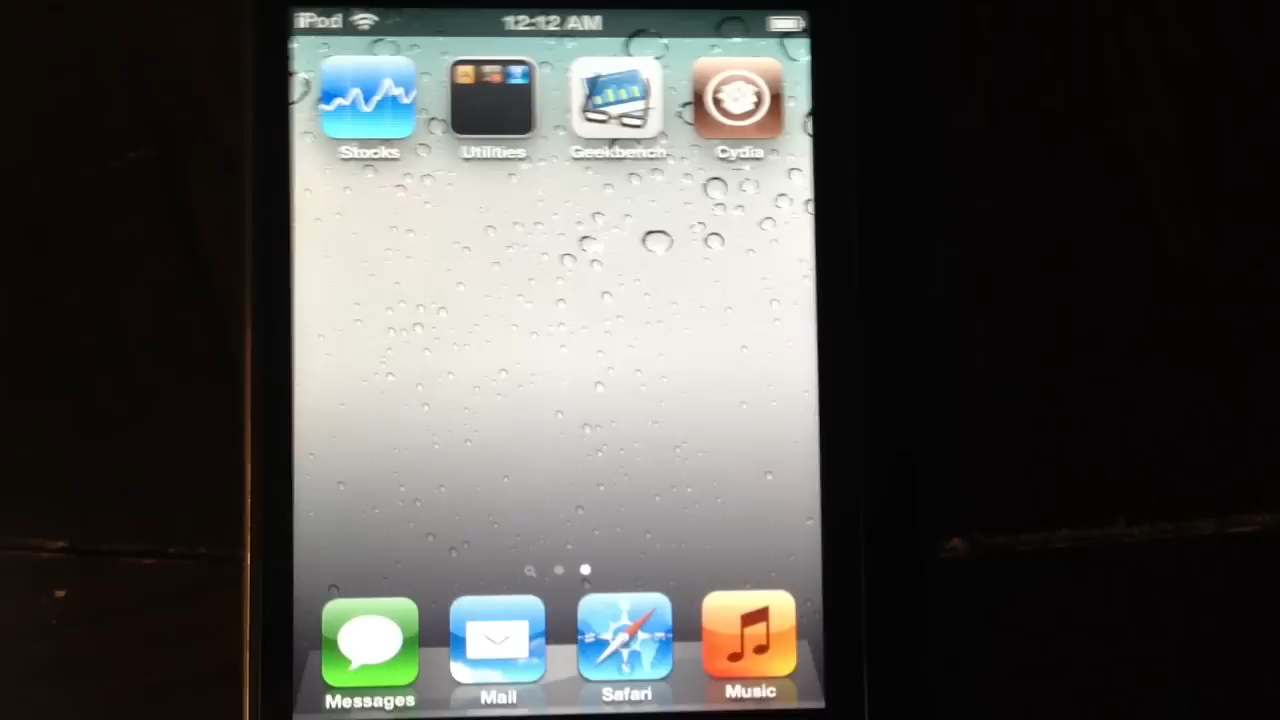 iPod 12:12 AM
Stocks Utilities Geekbench Cydia
Messages Mail Safari Music